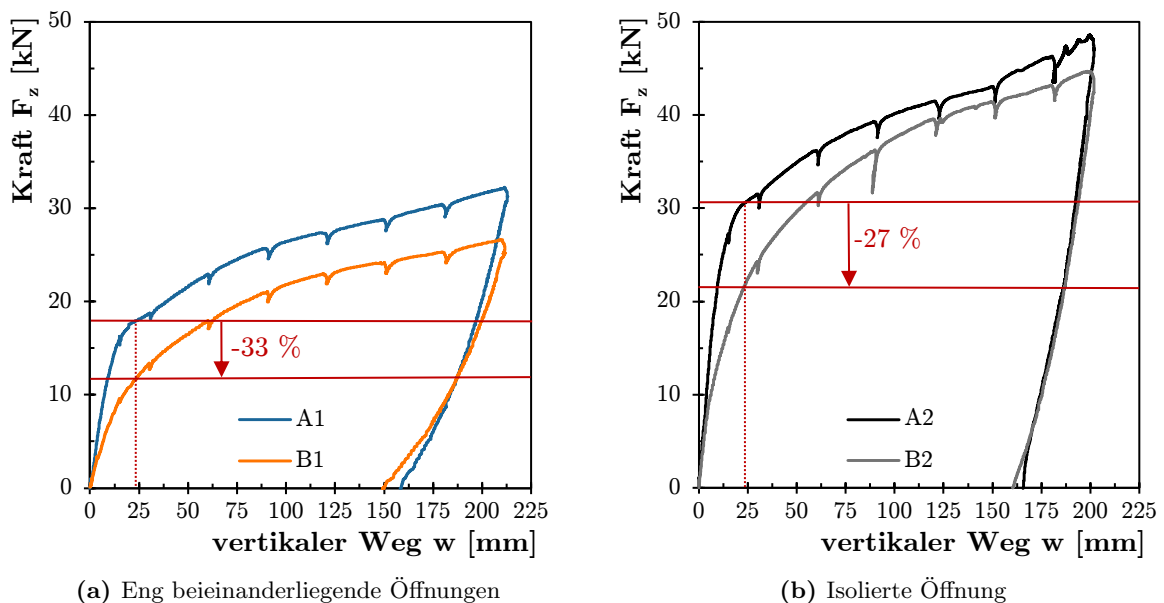 Kraft F_z [kN]
50
40
30
20
10
0
-33 %
A1
B1
0 25 50 75 100 125 150 175 200 225
vertikaler Weg w [mm]
(a) Eng beieinanderliegende Öffnungen
Kraft F_z [kN]
50
40
30
20
10
0
-27 %
A2
B2
0 25 50 75 100 125 150 175 200 225
vertikaler Weg w [mm]
(b) Isolierte Öffnung